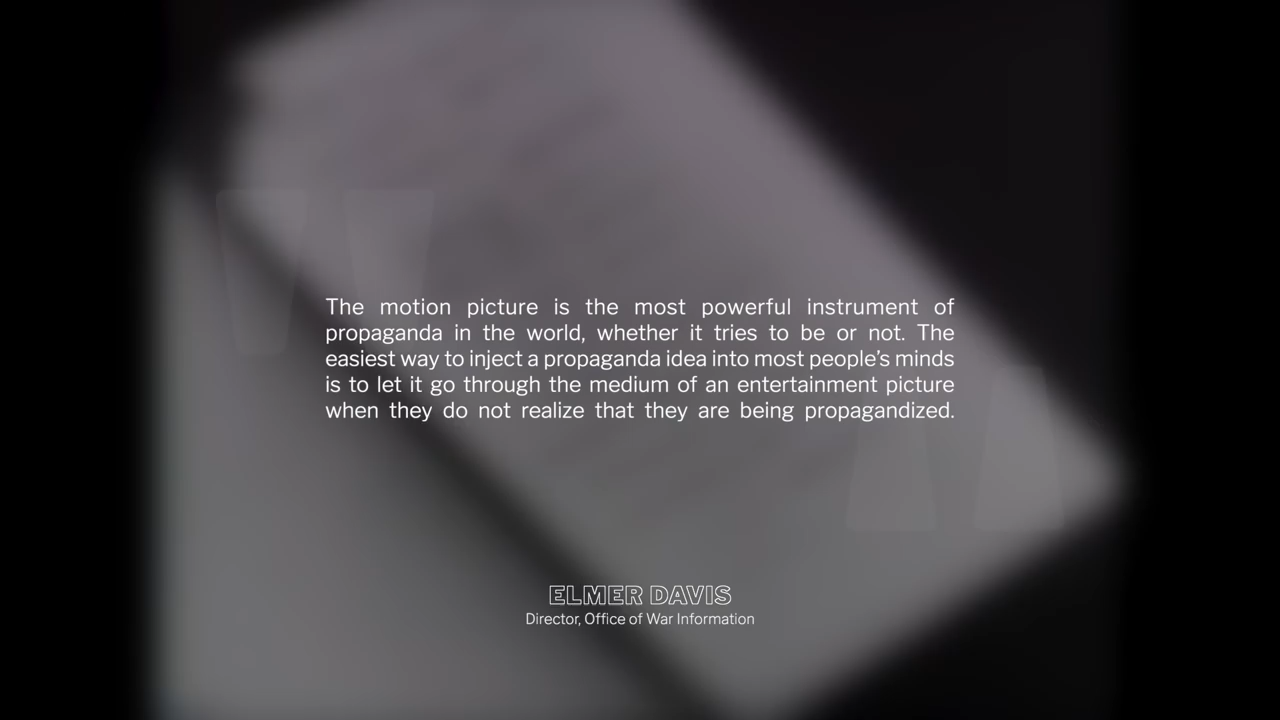 The motion picture is the most powerful instrument of
propaganda in the world, whether it tries to be or not. The
easiest way to inject a propaganda idea into most people’s minds
is to let it go through the medium of an entertainment picture
when they do not realize that they are being propagandized.
ELMER DAVIS
Director, Office of War Information